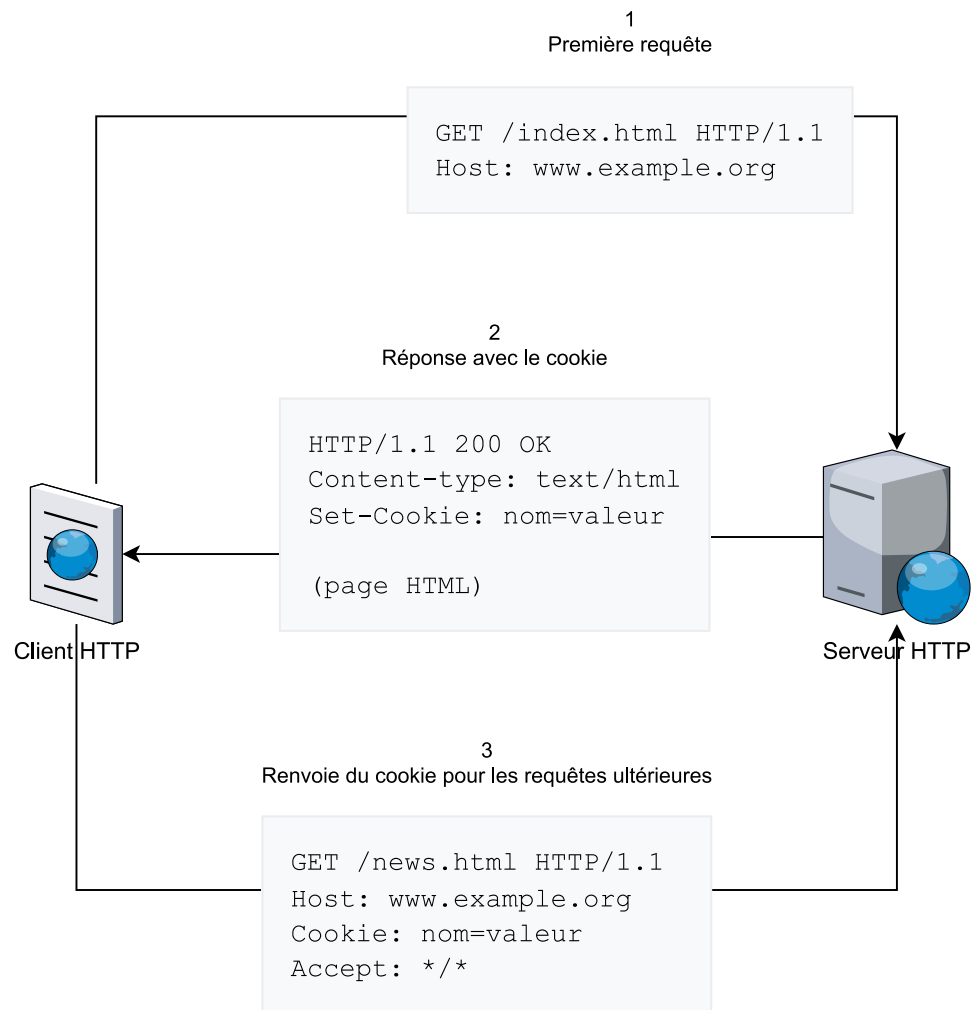 1
Première requête
GET /index.html HTTP/1.1
Host: www.example.org
2
Réponse avec le cookie
HTTP/1.1 200 OK
Content-type: text/html
Set-Cookie: nom=valeur
(page HTML)
Client HTTP
Serveur HTTP
3
Renvoie du cookie pour les requêtes ultérieures
GET /news.html HTTP/1.1
Host: www.example.org
Cookie: nom=valeur
Accept: */*